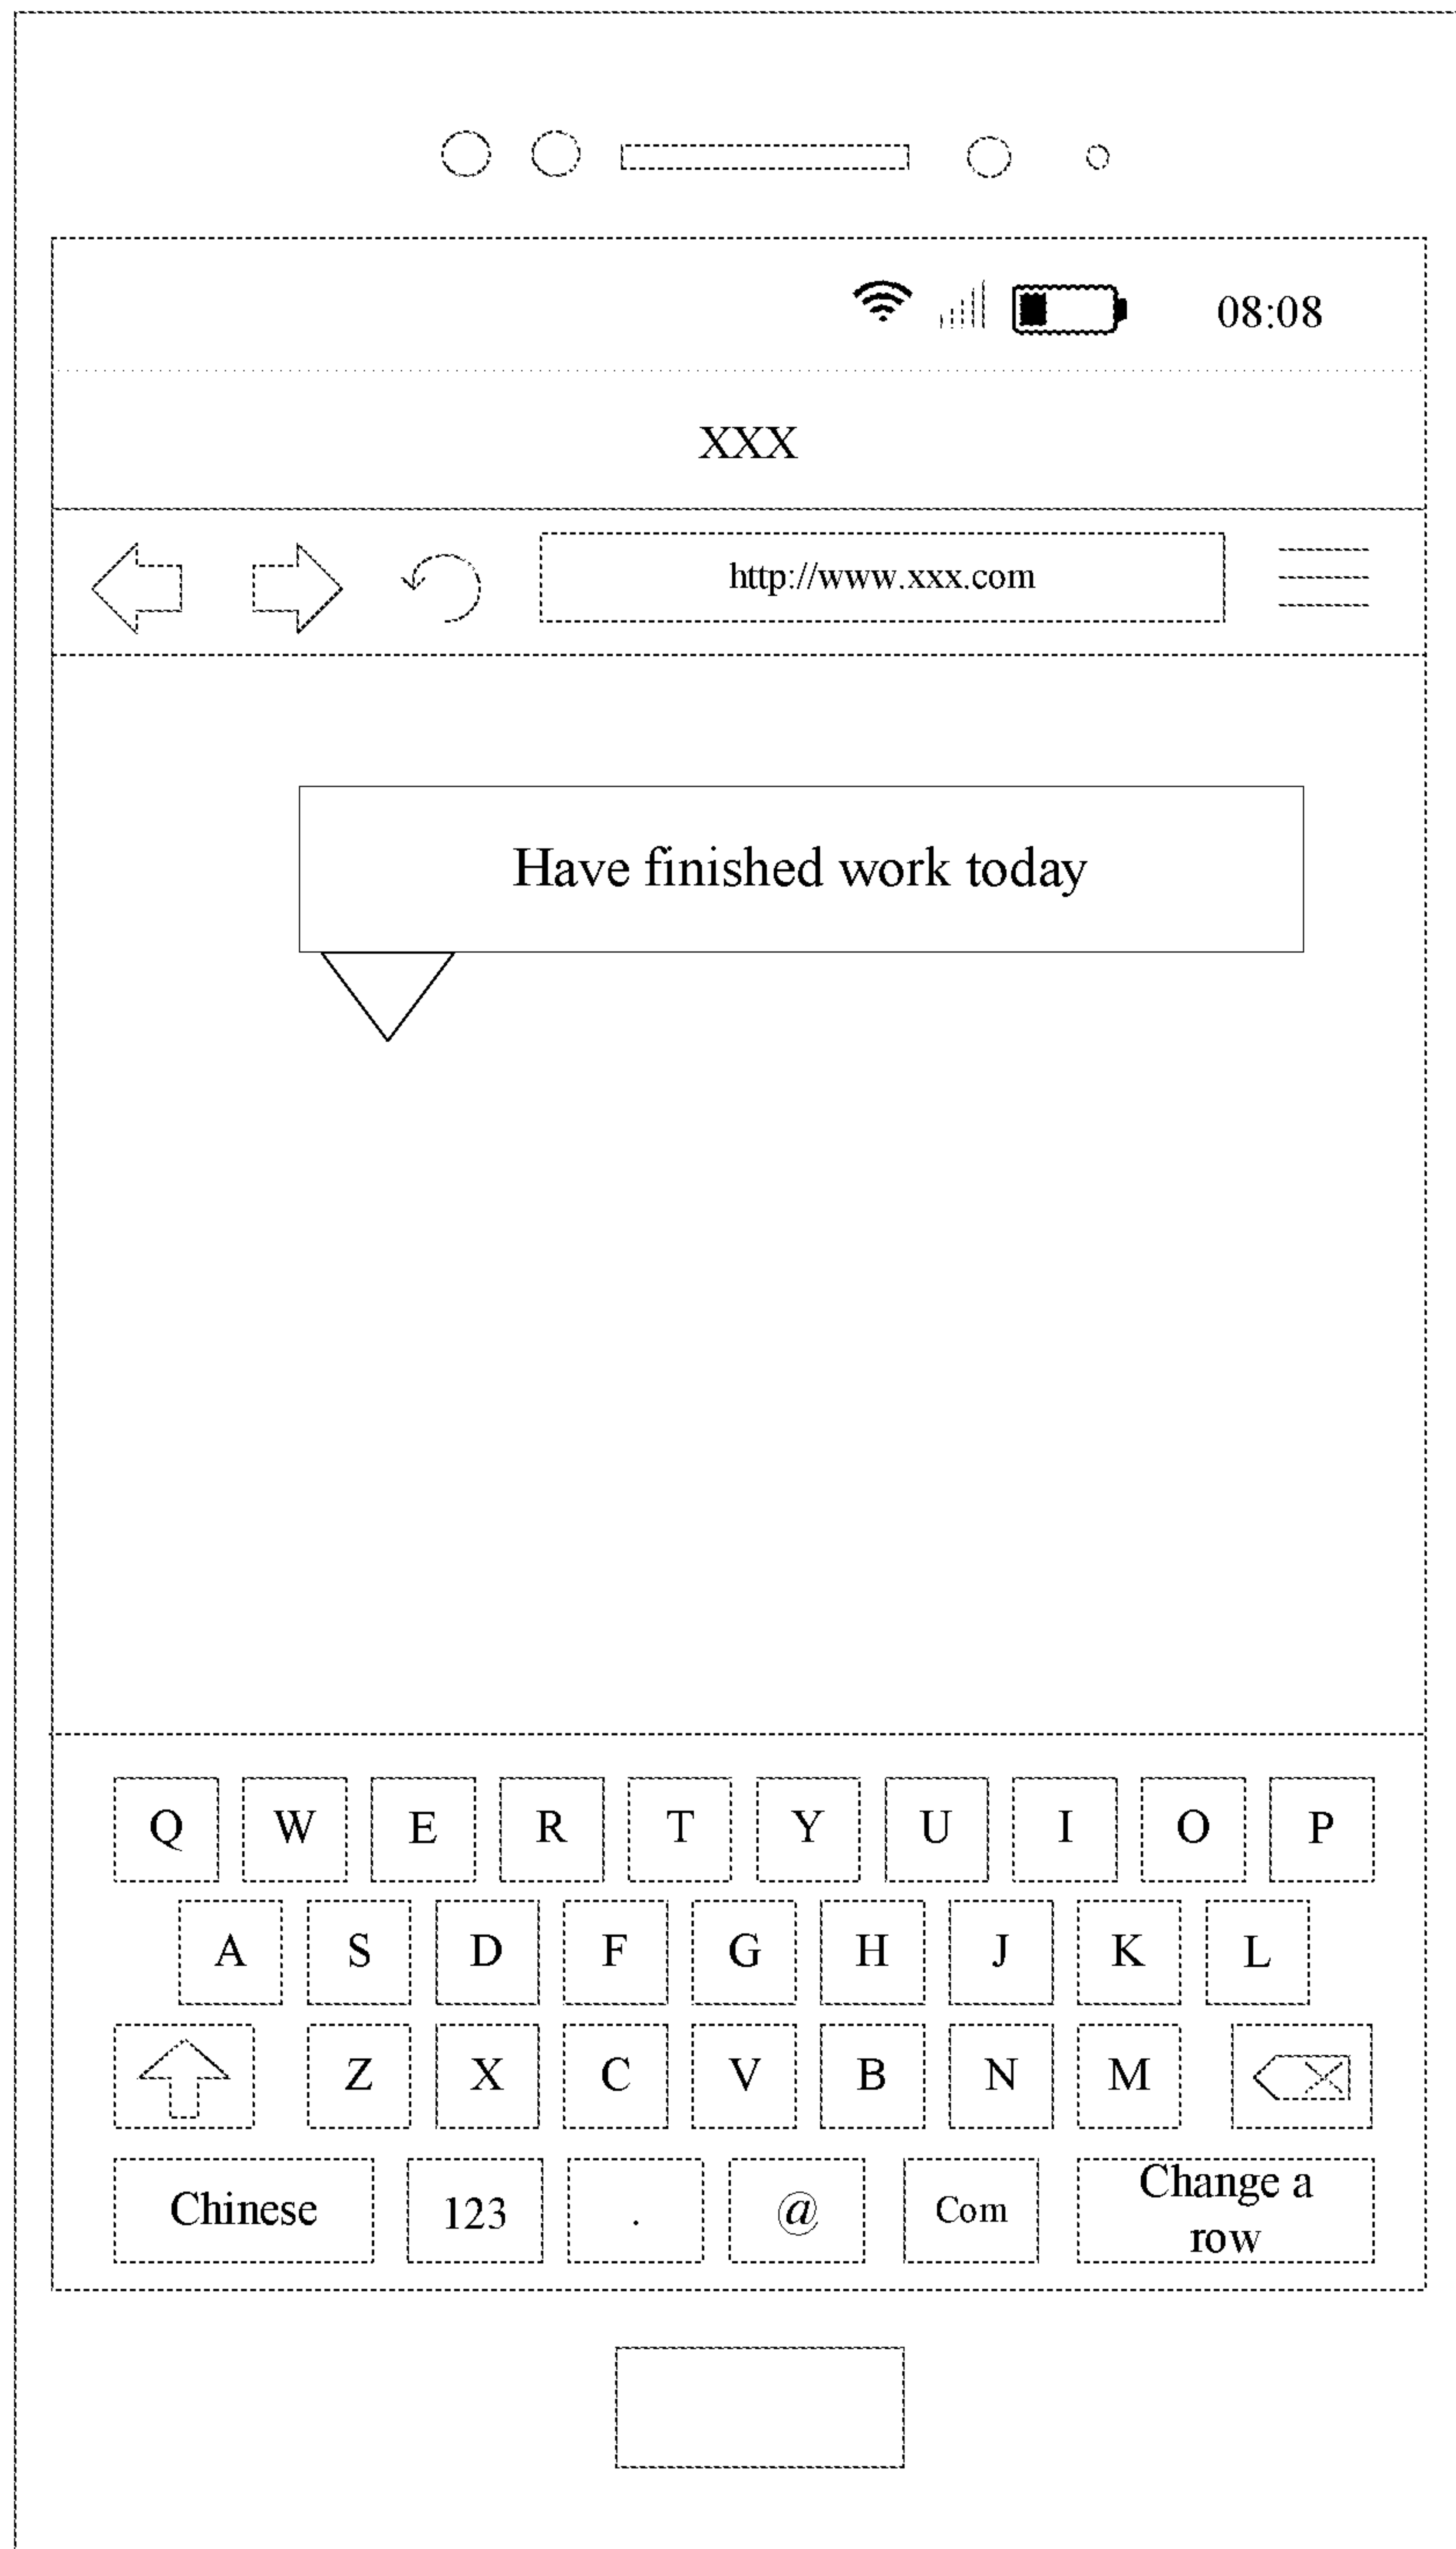 08:08
XXX
http://www.xxx.com
Have finished work today
Q W E R T Y U I O P
A S D F G H J K L
Z X C V B N M
Chinese 123 . @ Com Change a
row